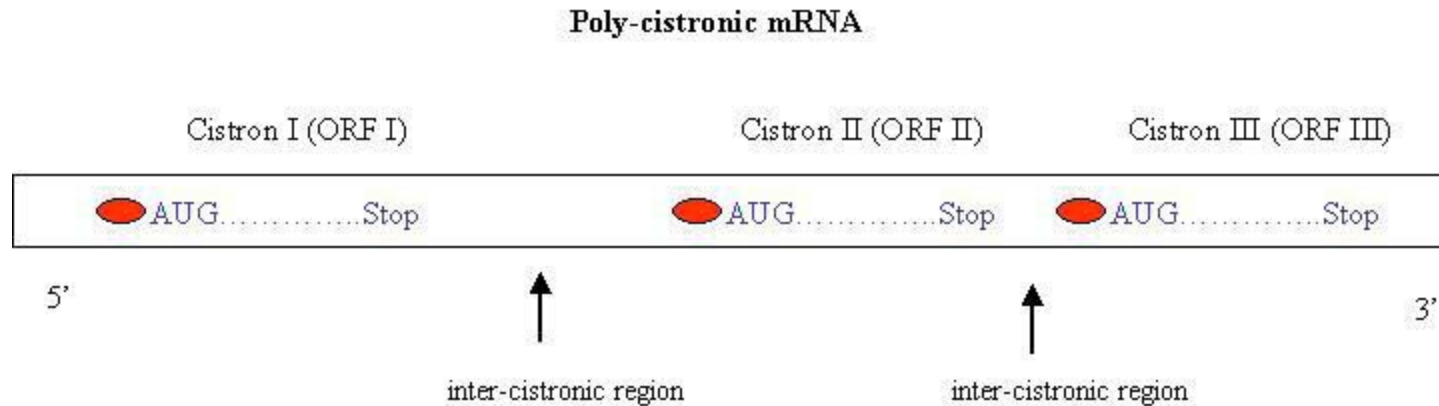 Poly-cistronic mRNA
Cistron I (ORF I) Cistron II (ORF II) Cistron III (ORF III)
AUG..............Stop AUG..............Stop AUG..............Stop
5’ 3’
inter-cistronic region inter-cistronic region